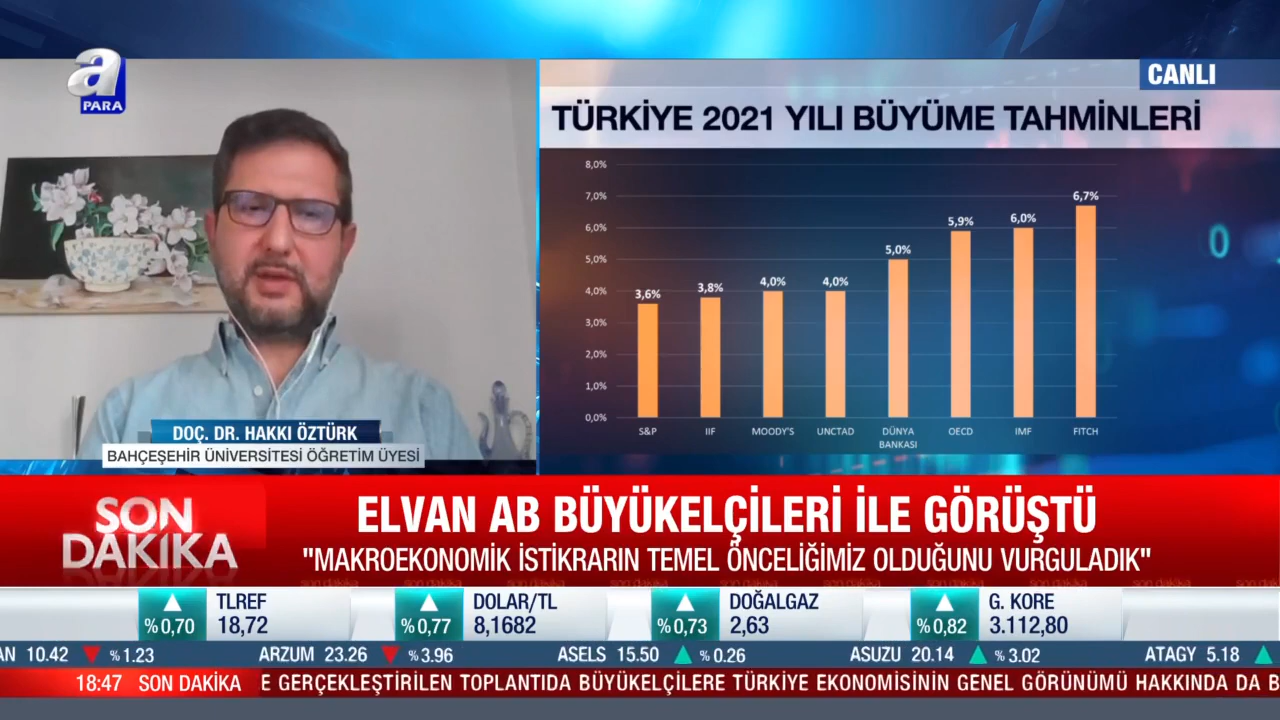 a
PARA
CANLI
TÜRKİYE 2021 YILI BÜYÜME TAHMİNLERİ
8,0%
7,0%
6,0%
5,0%
4,0%
3,0%
2,0%
1,0%
0,0%
3,6%
3,8%
4,0%
4,0%
5,0%
5,9%
6,0%
6,7%
S&P
IIF
MOODY'S
UNCTAD
DÜNYA
BANKASI
OECD
IMF
FITCH
0
DOÇ. DR. HAKKI ÖZTÜRK
BAHÇEŞEHİR ÜNİVERSİTESİ ÖĞRETİM ÜYESİ
SON
DAKİKA
ELVAN AB BÜYÜKELÇİLERİ İLE GÖRÜŞTÜ
"MAKROEKONOMİK İSTİKRARIN TEMEL ÖNCELİĞİMİZ OLDUĞUNU VURGULADIK"
%0,70 TLREF 18,72
%0,77 DOLAR/TL 8,1682
%0,73 DOĞALGAZ 2,63
%0,82 G. KORE 3.112,80
AN 10.42 %1.23 ARZUM 23.26 %3.96 ASELS 15.50 %0.26 ASUZU 20.14 %3.02 ATAGY 5.18
18:47 SON DAKİKA E GERÇEKLEŞTİRİLEN TOPLANTIDA BÜYÜKELÇİLERE TÜRKİYE EKONOMİSİNİN GENEL GÖRÜNÜMÜ HAKKINDA DA B